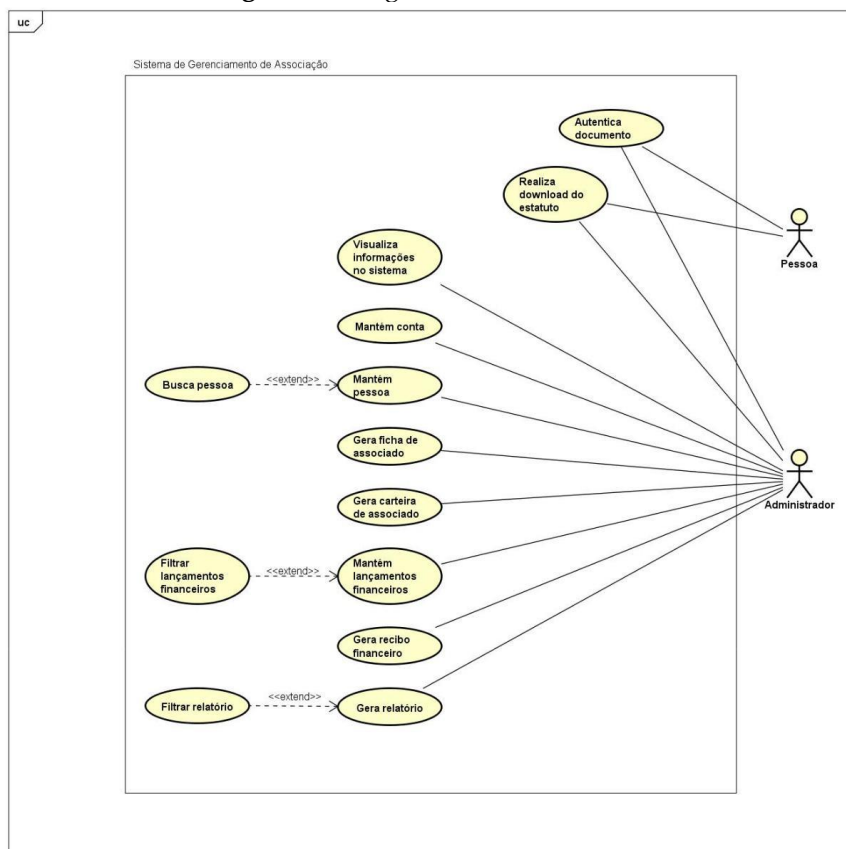 uc
Sistema de Gerenciamento de Associação
Autentica
documento
Realiza
download do
estatuto
Pessoa
Visualiza
informações
no sistema
Mantém conta
Busca pessoa
<<extend>>
Mantém
pessoa
Gera ficha de
associado
Gera carteira
de associado
Administrador
Filtrar
lançamentos
financeiros
<<extend>>
Mantém
lançamentos
financeiros
Gera recibo
financeiro
Filtrar relatório
<<extend>>
Gera relatório